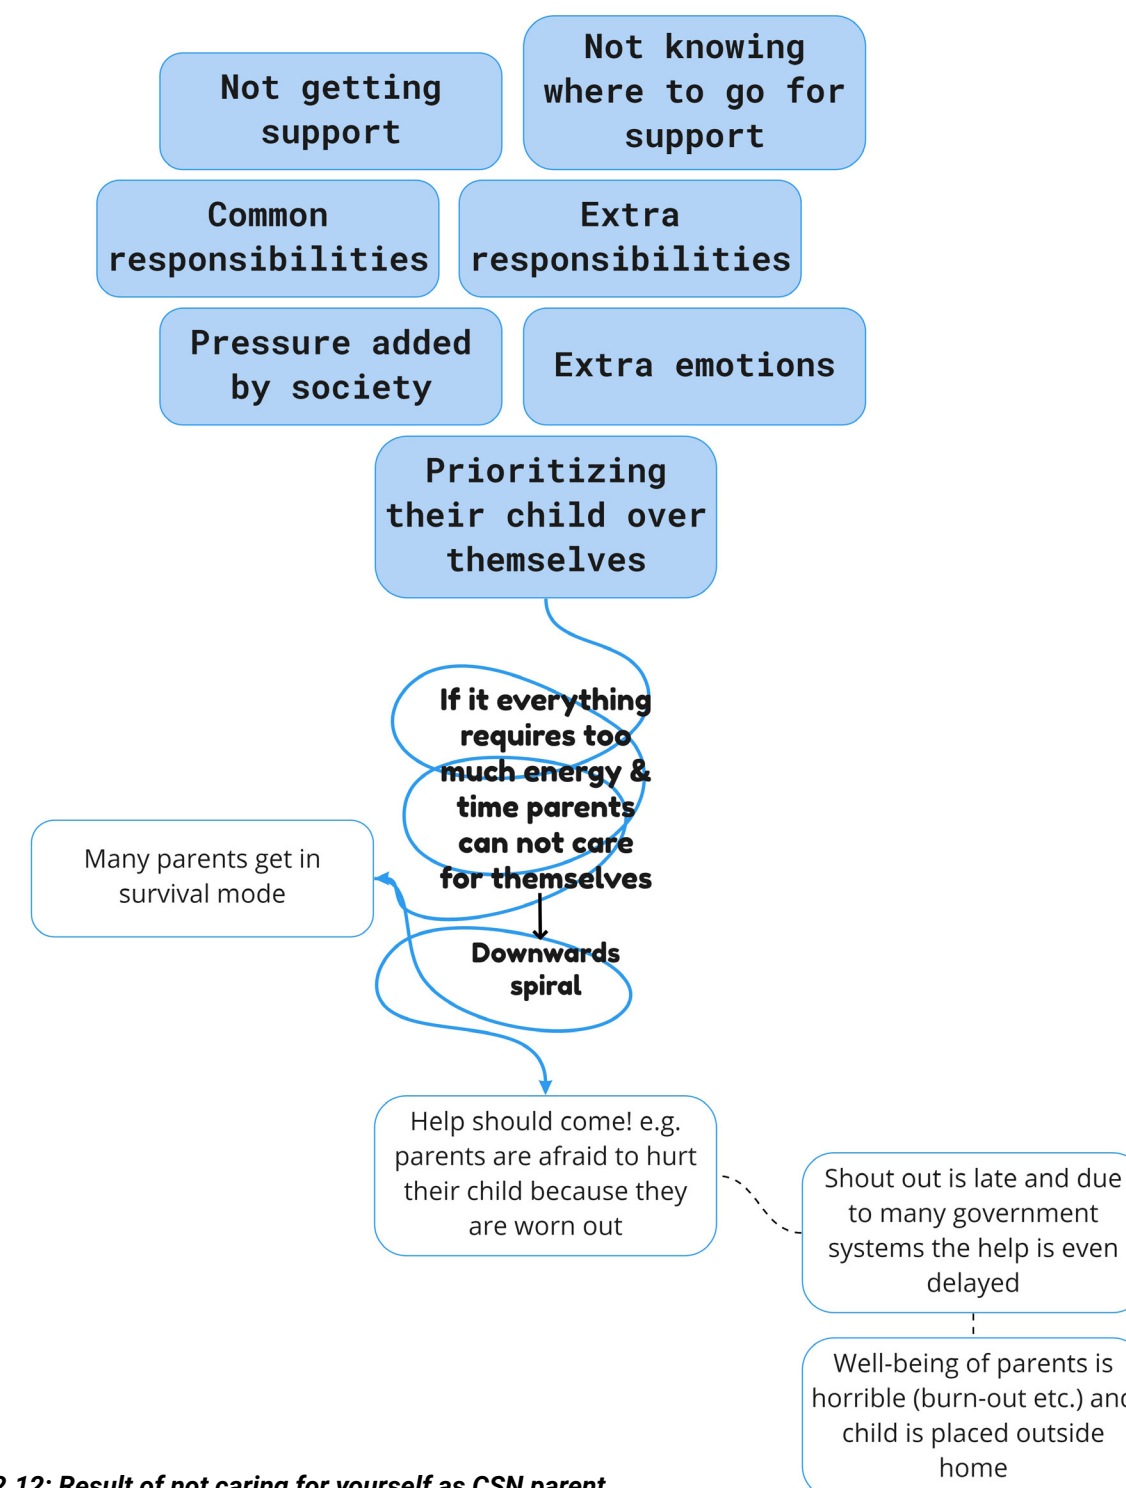 Not getting
support
Not knowing
where to go for
support
Common
responsibilities
Extra
responsibilities
Pressure added
by society
Extra emotions
Prioritizing
their child over
themselves
If it everything
requires too
much energy &
time parents
can not care
for themselves
Many parents get in
survival mode
Downwards
spiral
Help should come! e.g.
parents are afraid to hurt
their child because they
are worn out
Shout out is late and due
to many government
systems the help is even
delayed
Well-being of parents is
horrible (burn-out etc.) and
child is placed outside
home
2.12: Result of not caring for yourself as CSN parent